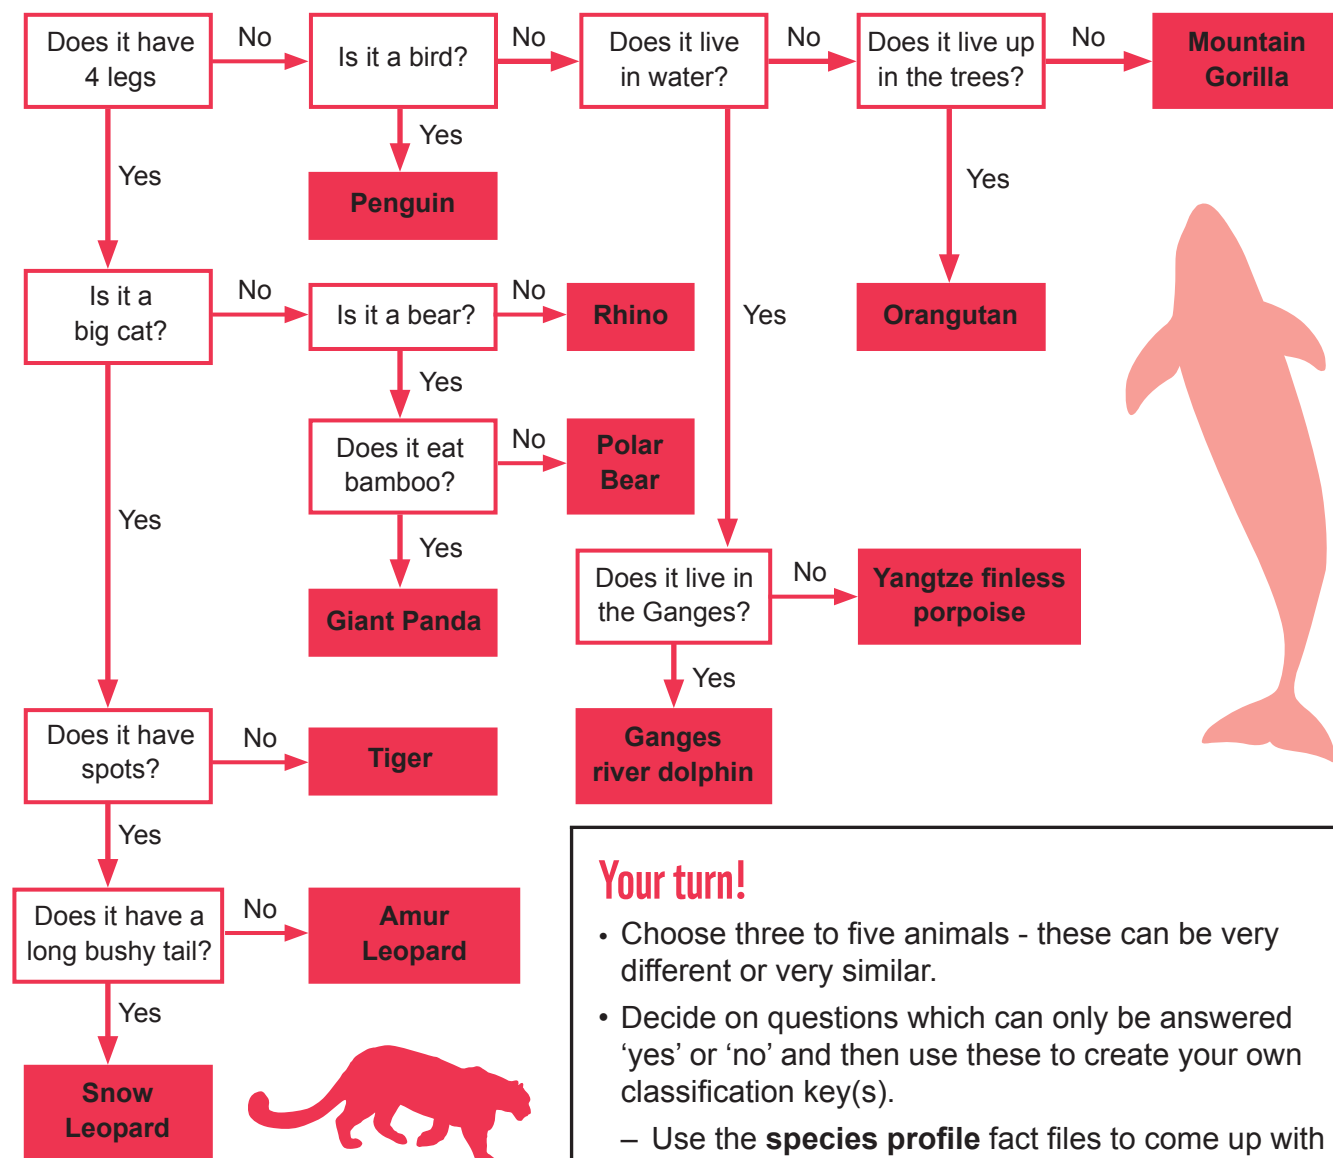 Does it have
4 legs
No
Is it a bird?
No
Does it live
in water?
No
Does it live up
in the trees?
No
Mountain
Gorilla
Yes
Yes
Penguin
Yes
Orangutan
Is it a
big cat?
No
Is it a bear?
No
Rhino
Yes
Yes
Does it eat
bamboo?
No
Polar
Bear
Yes
Yes
Giant Panda
Does it live in
the Ganges?
No
Yangtze finless
porpoise
Yes
Ganges
river dolphin
Does it have
spots?
No
Tiger
Yes
Does it have a
long bushy tail?
No
Amur
Leopard
Yes
Snow
Leopard
Your turn!
• Choose three to five animals - these can be very
different or very similar.
• Decide on questions which can only be answered
‘yes’ or ‘no’ and then use these to create your own
classification key(s).
– Use the species profile fact files to come up with